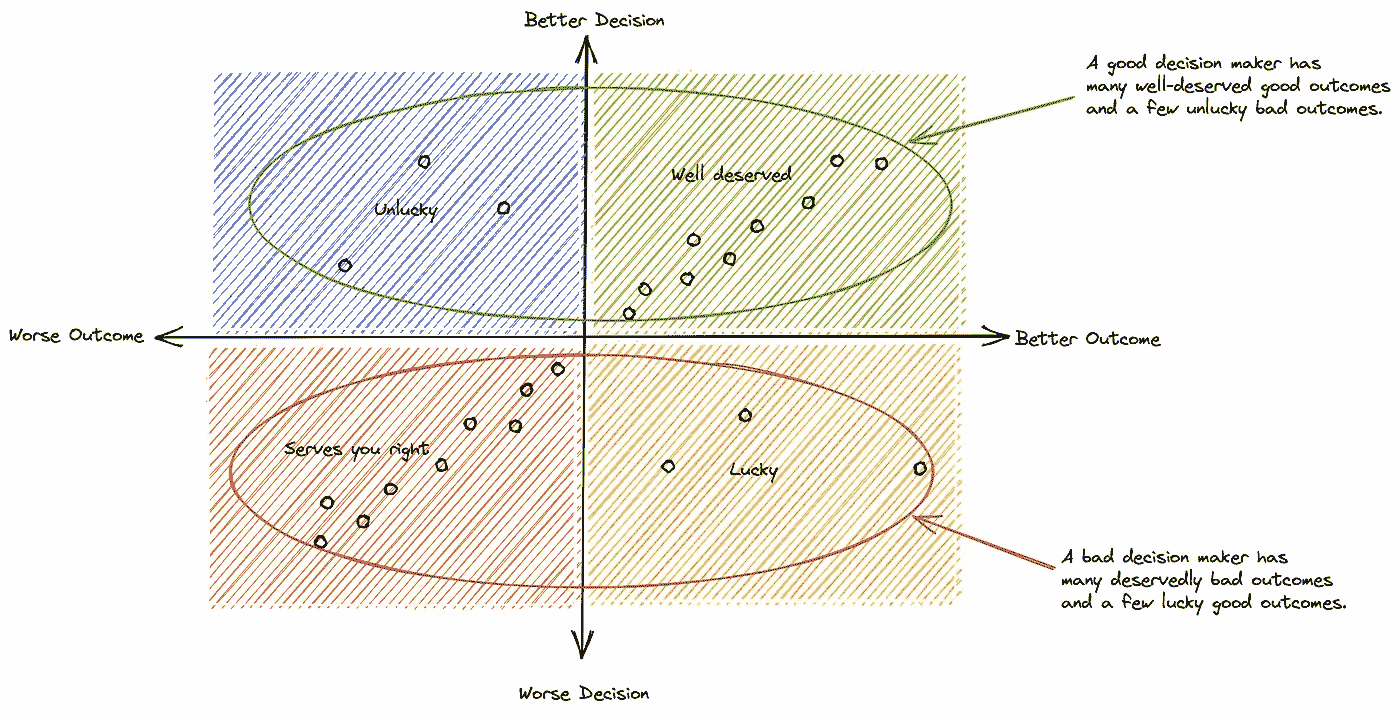 Better Decision
A good decision maker has
many well-deserved good outcomes
and a few unlucky bad outcomes.
Well deserved
Unlucky
Worse Outcome
Better Outcome
Serves you right
Lucky
A bad decision maker has
many deservedly bad outcomes
and a few lucky good outcomes.
Worse Decision